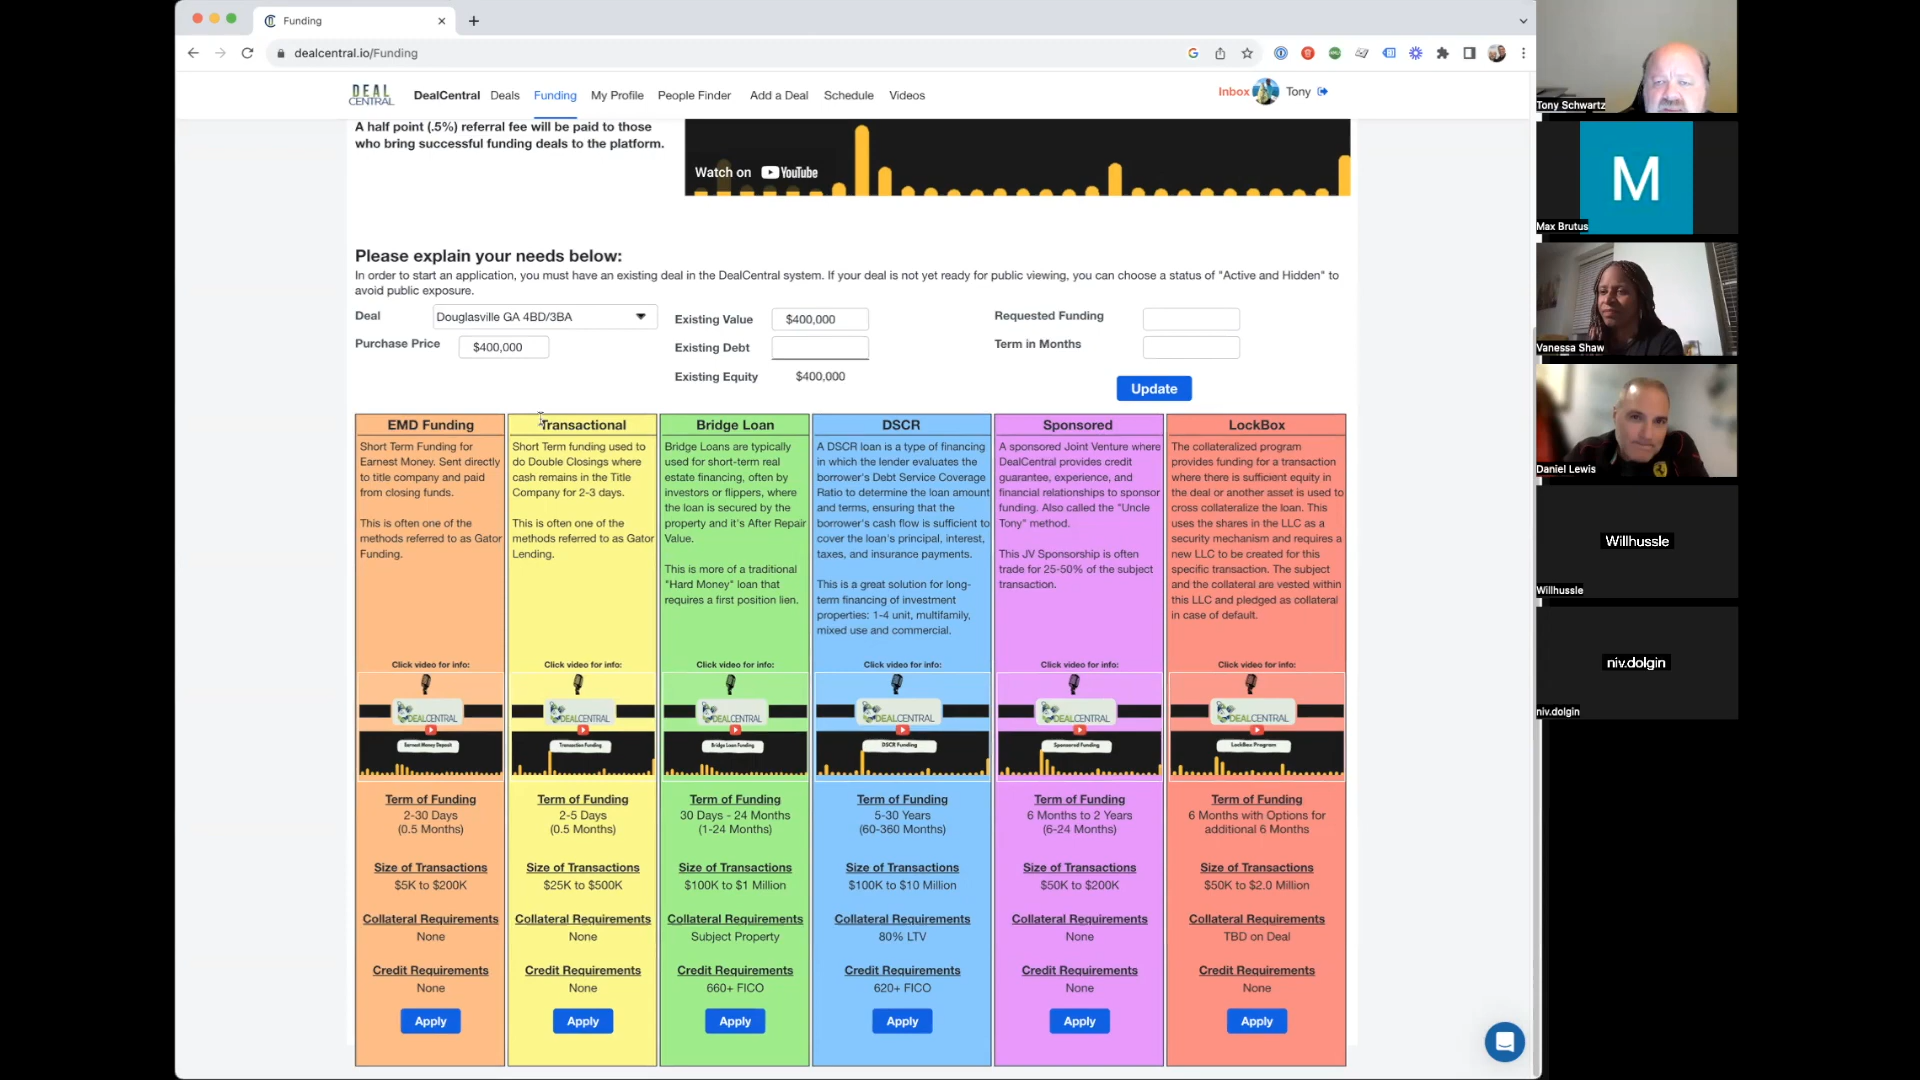 Funding
dealcentral.io/Funding
DEAL
CENTRAL
DealCentral Deals Funding My Profile People Finder Add a Deal Schedule Videos
Inbox Tony
A half point (.5%) referral fee will be paid to those
who bring successful funding deals to the platform.
Watch on YouTube
Please explain your needs below:
In order to start an application, you must have an existing deal in the DealCentral system. If your deal is not yet ready for public viewing, you can choose a status of "Active and Hidden" to
avoid public exposure.
Deal Douglasville GA 4BD/3BA
Purchase Price $400,000
Existing Value $400,000
Existing Debt
Existing Equity $400,000
Requested Funding
Term in Months
Update
EMD Funding
Short Term Funding for
Earnest Money. Sent directly
to title company and paid
from closing funds.
This is often one of the
methods referred to as Gator
Funding.
Click video for info:
DEALCENTRAL
Earnest Money Deposit
Term of Funding
2-30 Days
(0.5 Months)
Size of Transactions
$5K to $200K
Collateral Requirements
None
Credit Requirements
None
Apply
Transactional
Short Term funding used to
do Double Closings where
cash remains in the Title
Company for 2-3 days.
This is often one of the
methods referred to as Gator
Lending.
Click video for info:
DEALCENTRAL
Transaction Funding
Term of Funding
2-5 Days
(0.5 Months)
Size of Transactions
$25K to $500K
Collateral Requirements
None
Credit Requirements
None
Apply
Bridge Loan
Bridge Loans are typically
used for short-term real
estate financing, often by
investors or flippers, where
the loan is secured by the
property and it's After Repair
Value.
This is more of a traditional
"Hard Money" loan that
requires a first position lien.
Click video for info:
DEALCENTRAL
Bridge Loan Funding
Term of Funding
30 Days - 24 Months
(1-24 Months)
Size of Transactions
$100K to $1 Million
Collateral Requirements
Subject Property
Credit Requirements
660+ FICO
Apply
DSCR
A DSCR loan is a type of financing
in which the lender evaluates the
borrower's Debt Service Coverage
Ratio to determine the loan amount
and terms, ensuring that the
borrower's cash flow is sufficient to
cover the loan's principal, interest,
taxes, and insurance payments.
This is a great solution for long-
term financing of investment
properties: 1-4 unit, multifamily,
mixed use and commercial.
Click video for info:
DEALCENTRAL
DSCR Funding
Term of Funding
5-30 Years
(60-360 Months)
Size of Transactions
$100K to $10 Million
Collateral Requirements
80% LTV
Credit Requirements
620+ FICO
Apply
Sponsored
A sponsored Joint Venture where
DealCentral provides credit
guarantee, experience, and
financial relationships to sponsor
funding. Also called the "Uncle
Tony" method.
This JV Sponsorship is often
trade for 25-50% of the subject
transaction.
Click video for info:
DEALCENTRAL
Sponsored Funding
Term of Funding
6 Months to 2 Years
(6-24 Months)
Size of Transactions
$50K to $200K
Collateral Requirements
None
Credit Requirements
None
Apply
LockBox
The collateralized program
provides funding for a transaction
where there is sufficient equity in
the deal or another asset is used to
cross collateralize the loan. This
uses the shares in the LLC as a
security mechanism and requires a
new LLC to be created for this
specific transaction. The subject
and the collateral are vested within
this LLC and pledged as collateral
in case of default.
Click video for info:
DEALCENTRAL
LockBox Program
Term of Funding
6 Months with Options for
additional 6 Months
Size of Transactions
$50K to $2.0 Million
Collateral Requirements
TBD on Deal
Credit Requirements
None
Apply
Tony Schwartz
M
Max Brutus
Vanessa Shaw
Daniel Lewis
Willhussle
Willhussle
niv.dolgin
niv.dolgin